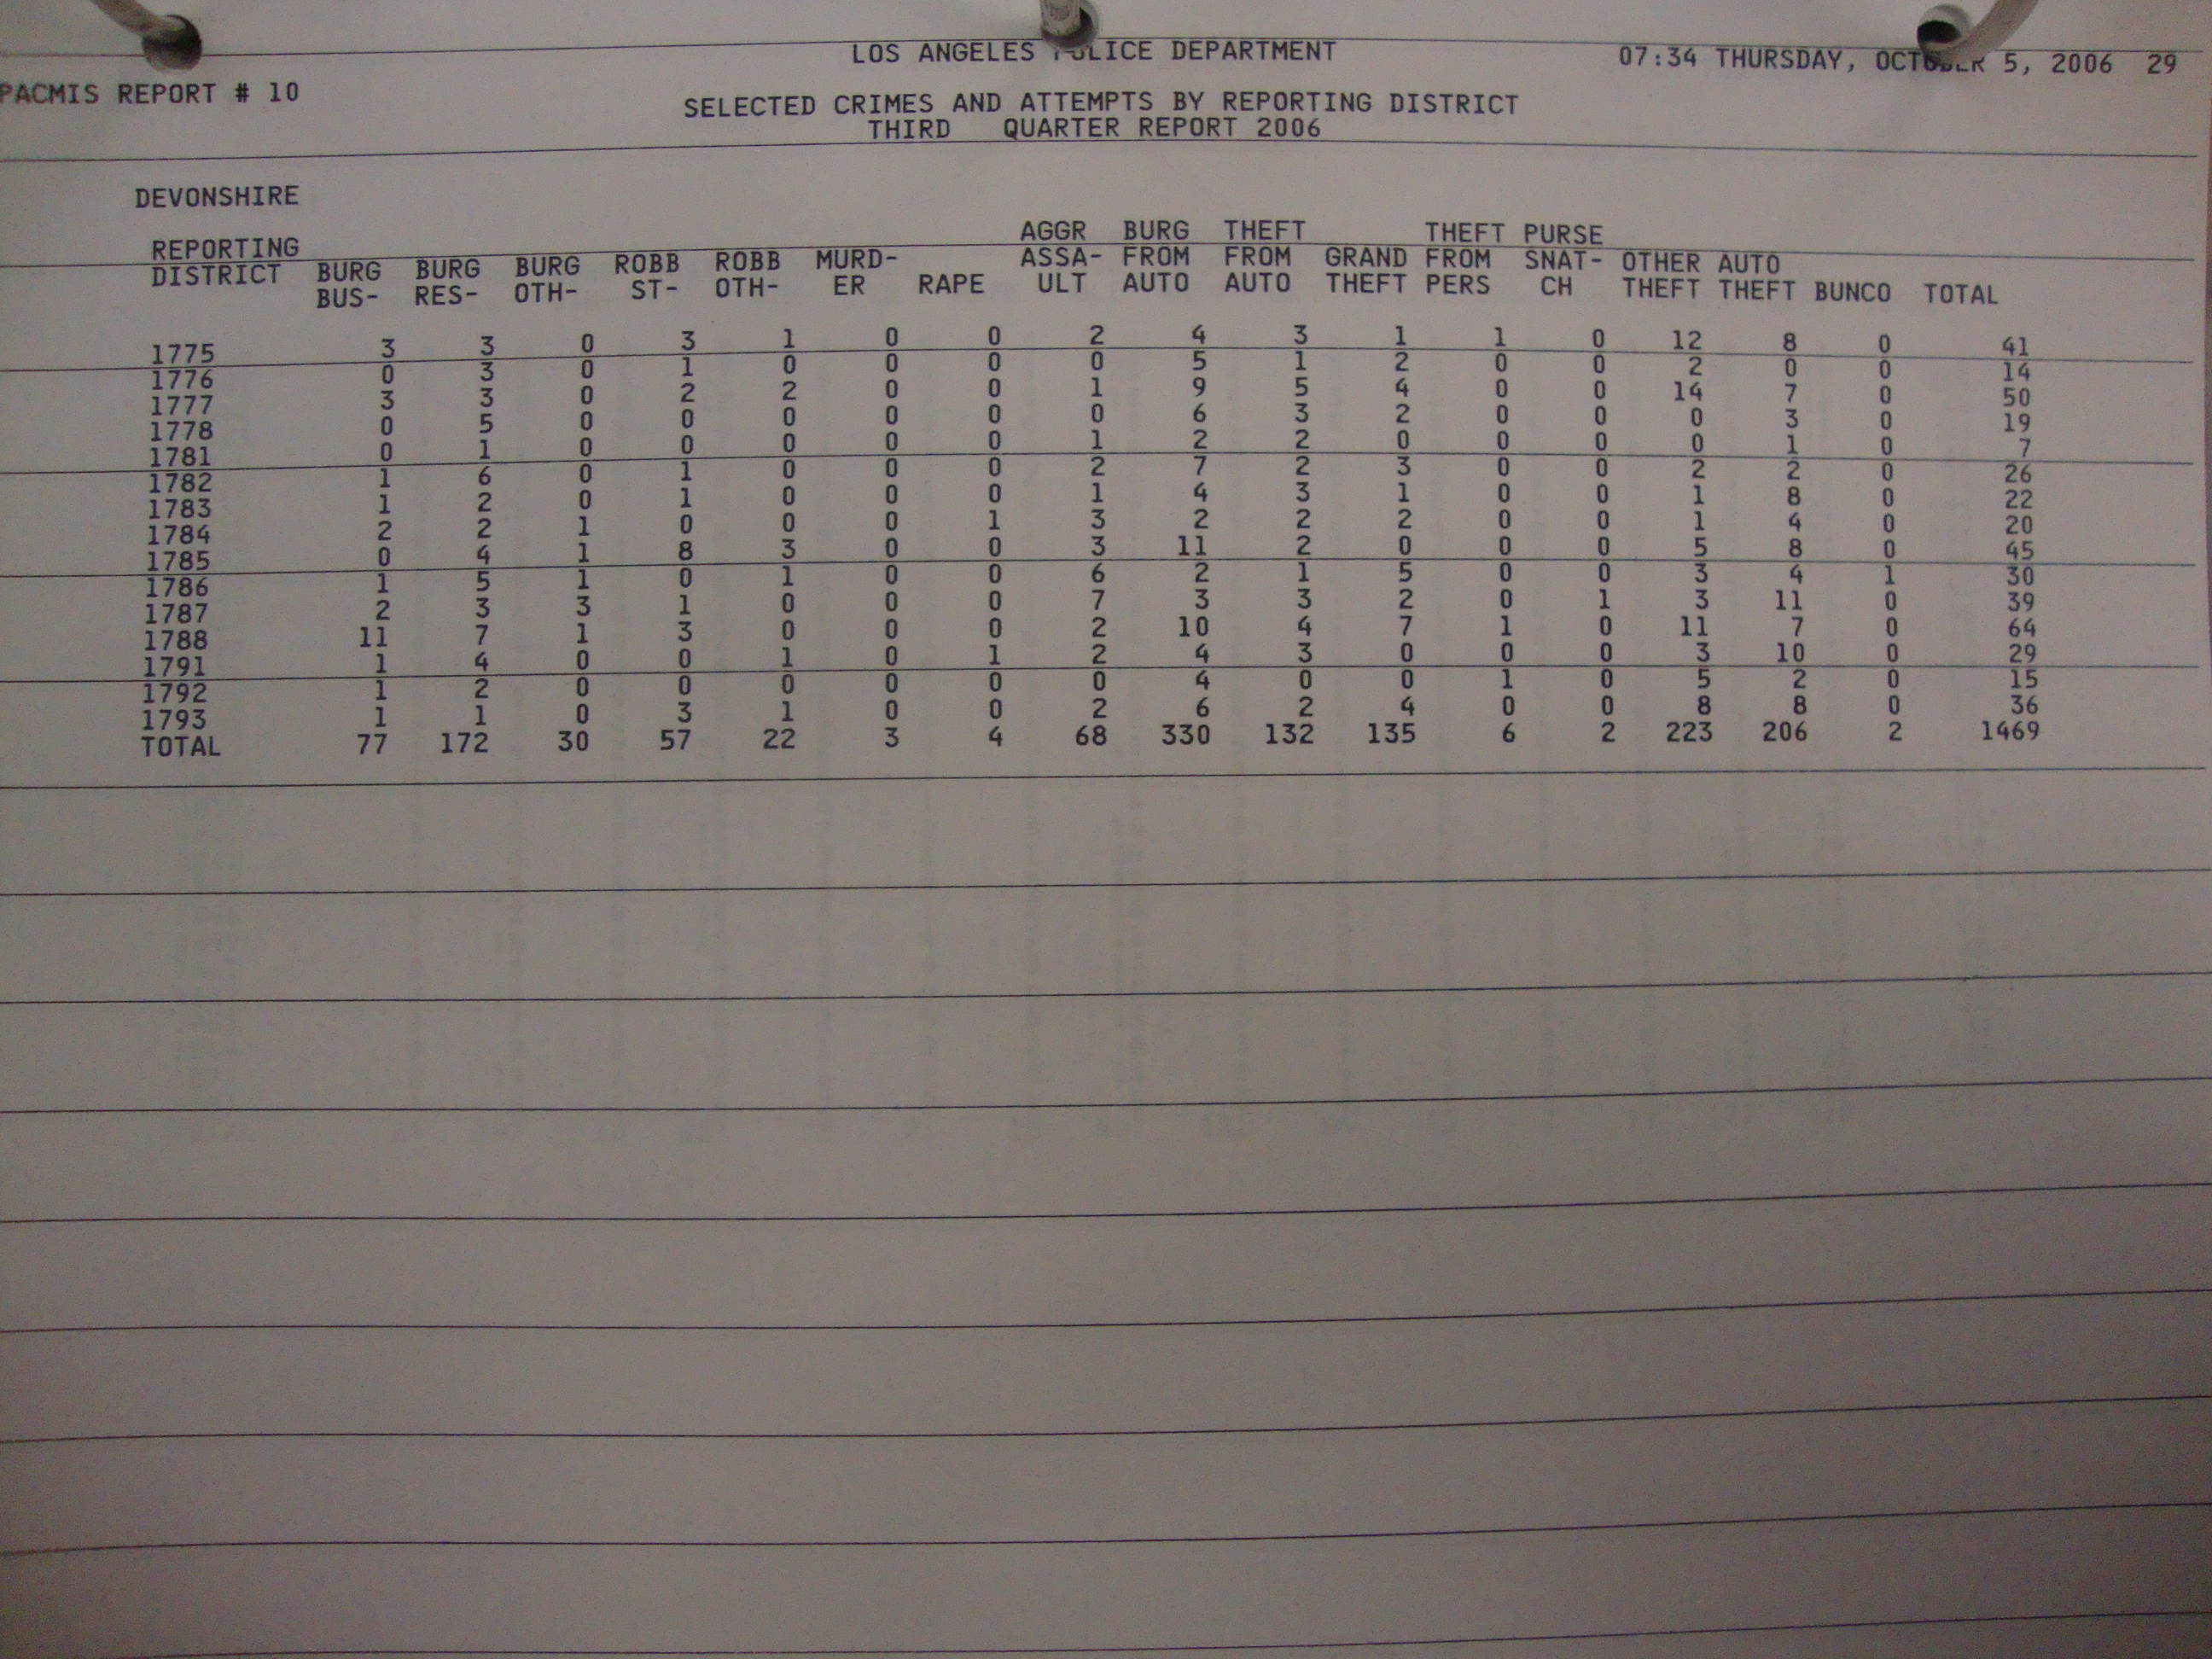 LOS ANGELES POLICE DEPARTMENT 07:34 THURSDAY, OCTOBER 5, 2006 29
PACMIS REPORT # 10
SELECTED CRIMES AND ATTEMPTS BY REPORTING DISTRICT
THIRD QUARTER REPORT 2006
DEVONSHIRE
AGGR BURG THEFT THEFT PURSE
REPORTING BURG BURG BURG ROBB ROBB MURD- ASSA- FROM FROM GRAND FROM SNAT- OTHER AUTO
DISTRICT BUS- RES- OTH- ST- OTH- ER RAPE ULT AUTO AUTO THEFT PERS CH THEFT THEFT BUNCO TOTAL
1775 3 3 0 3 1 0 0 2 4 3 1 1 0 12 8 0 41
1776 0 3 0 1 0 0 0 0 5 1 2 0 0 2 0 0 14
1777 3 3 0 2 2 0 0 1 9 5 4 0 0 14 7 0 50
1778 0 5 0 0 0 0 0 0 6 3 2 0 0 0 3 0 19
1781 0 1 0 0 0 0 0 1 2 2 0 0 0 0 1 0 7
1782 1 6 0 1 0 0 0 2 7 2 3 0 0 2 2 0 26
1783 1 2 0 1 0 0 0 1 4 3 1 0 0 1 8 0 22
1784 2 2 1 0 0 0 1 3 2 2 2 0 0 1 4 0 20
1785 0 4 1 8 3 0 0 3 11 2 0 0 0 5 8 0 45
1786 1 5 1 0 1 0 0 6 2 1 5 0 0 3 4 1 30
1787 2 3 3 1 0 0 0 7 3 3 2 0 1 3 11 0 39
1788 11 7 1 3 0 0 0 2 10 4 7 1 0 11 7 0 64
1791 1 4 0 0 1 0 1 2 4 3 0 0 0 3 10 0 29
1792 1 2 0 0 0 0 0 0 4 0 0 1 0 5 2 0 15
1793 1 1 0 3 1 0 0 2 6 2 4 0 0 8 8 0 36
TOTAL 77 172 30 57 22 3 4 68 330 132 135 6 2 223 206 2 1469